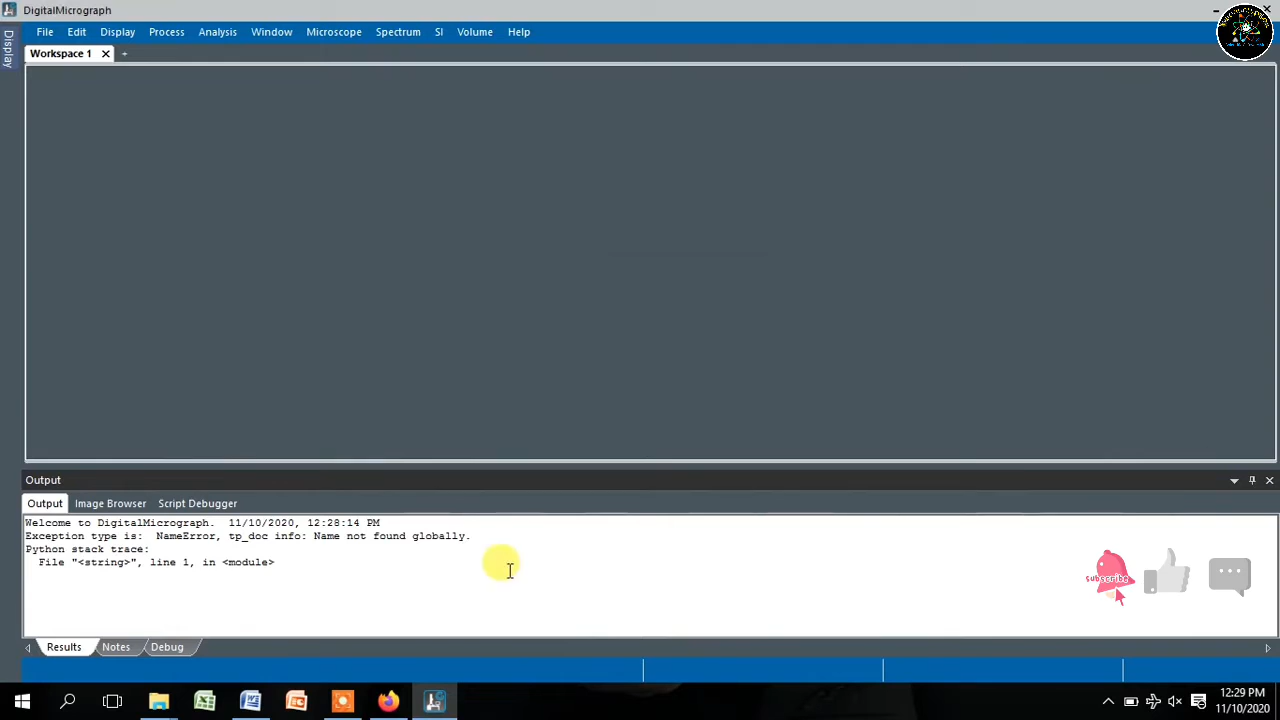 DigitalMicrograph
File Edit Display Process Analysis Window Microscope Spectrum SI Volume Help
Display
Workspace 1
Output
Output Image Browser Script Debugger
Welcome to DigitalMicrograph. 11/10/2020, 12:28:14 PM
Exception type is: NameError, tp_doc info: Name not found globally.
Python stack trace:
File "<string>", line 1, in <module>
subscribe
Results Notes Debug
12:29 PM
11/10/2020